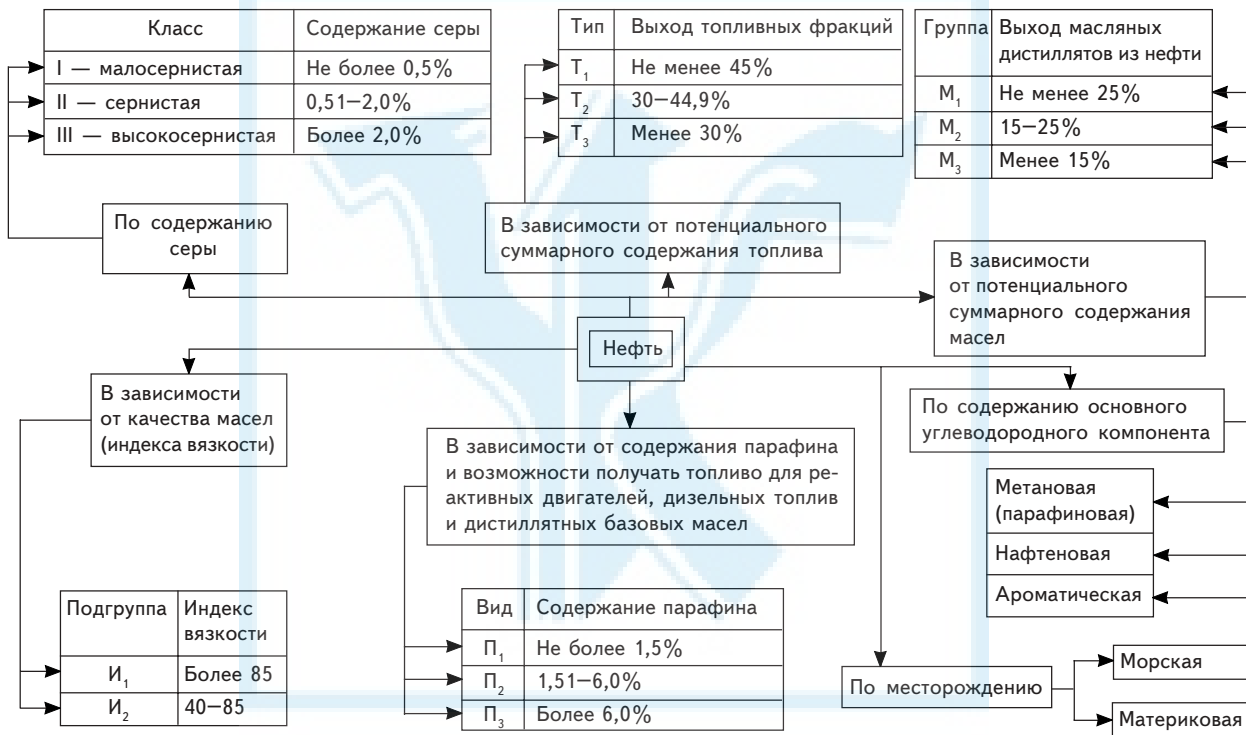 Класс Содержание серы
I — малосернистая Не более 0,5%
II — сернистая 0,51—2,0%
III — высокосернистая Более 2,0%
Тип Выход топливных фракций
Т₁ Не менее 45%
Т₂ 30—44,9%
Т₃ Менее 30%
Группа Выход масляных
дистиллятов из нефти
М₁ Не менее 25%
М₂ 15—25%
М₃ Менее 15%
По содержанию
серы
В зависимости от потенциального
суммарного содержания топлива
В зависимости
от потенциального
суммарного содержания
масел
Нефть
В зависимости
от качества масел
(индекса вязкости)
В зависимости от содержания парафина
и возможности получать топливо для ре-
активных двигателей, дизельных топлив
и дистиллятных базовых масел
По содержанию основного
углеводородного компонента
Метановая
(парафиновая)
Нафтеновая
Ароматическая
Подгруппа Индекс
вязкости
И₁ Более 85
И₂ 40—85
Вид Содержание парафина
П₁ Не более 1,5%
П₂ 1,51—6,0%
П₃ Более 6,0%
По месторождению
Морская
Материковая